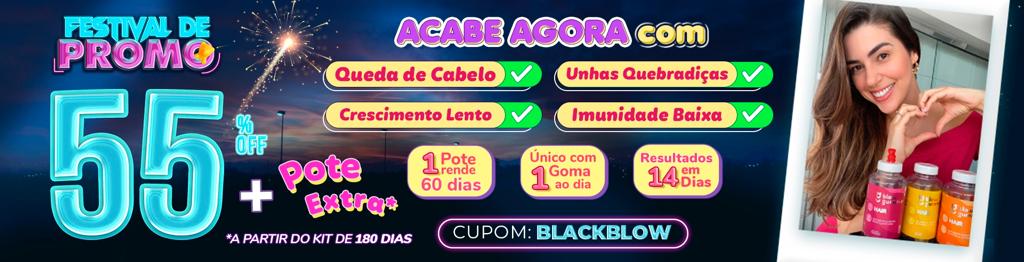 FESTIVAL DE
PROMO
55
% OFF
+ Pote
Extra*
*A PARTIR DO KIT DE 180 DIAS
ACABE AGORA com
Queda de Cabelo
Unhas Quebradiças
Crescimento Lento
Imunidade Baixa
1 Pote
rende
60 dias
Único com
1 Goma
ao dia
Resultados
14 em
Dias
CUPOM: BLACKBLOW
HAIR
HAIR